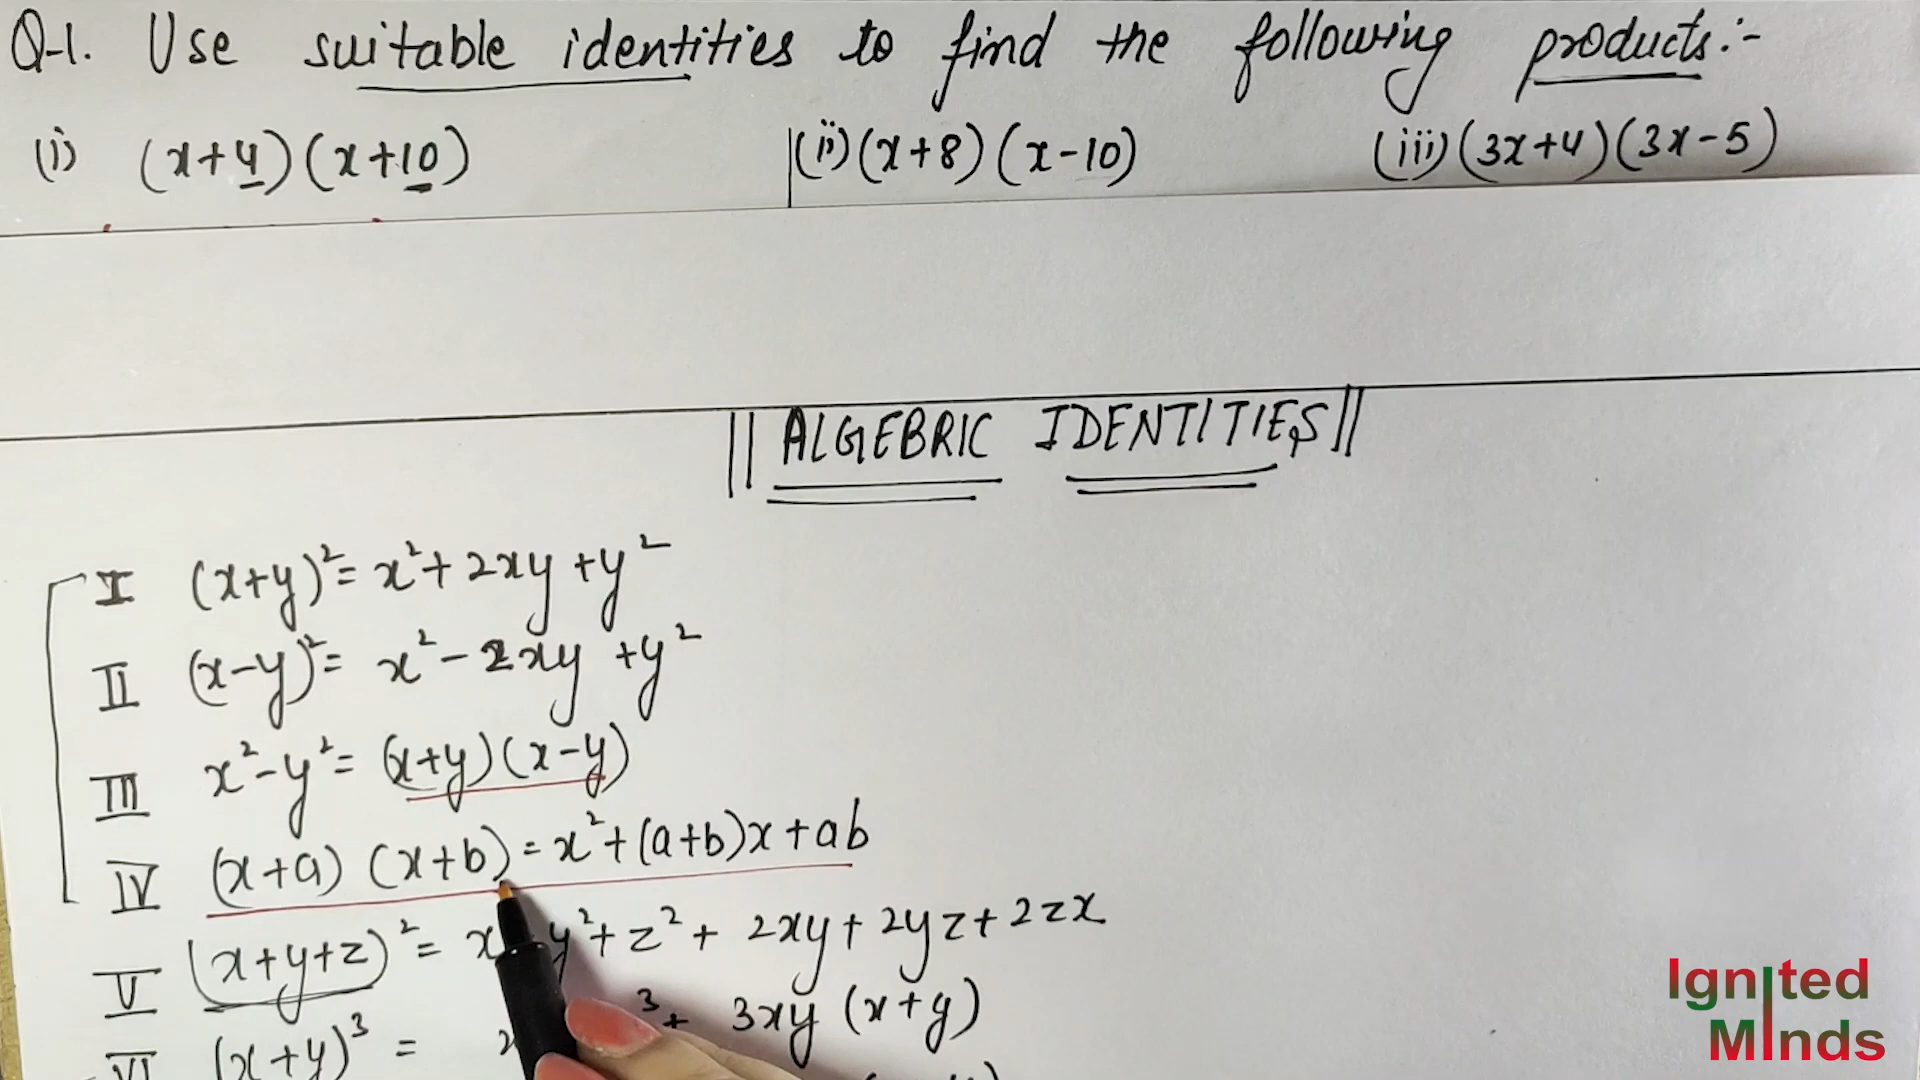 Q-1. Use suitable identities to find the following products:-
(i) (x+4)(x+10) (ii) (x+8)(x-10) (iii) (3x+4)(3x-5)
|| ALGEBRIC IDENTITIES ||
I (x+y)²= x²+2xy+y²
II (x-y)²= x²-2xy+y²
III x²-y²= (x+y)(x-y)
IV (x+a)(x+b)=x²+(a+b)x+ab
V (x+y+z)²= x² y²+z²+2xy+2yz+2zx
VI (x+y)³= ³+ 3xy(x+y)
Ignited
Minds